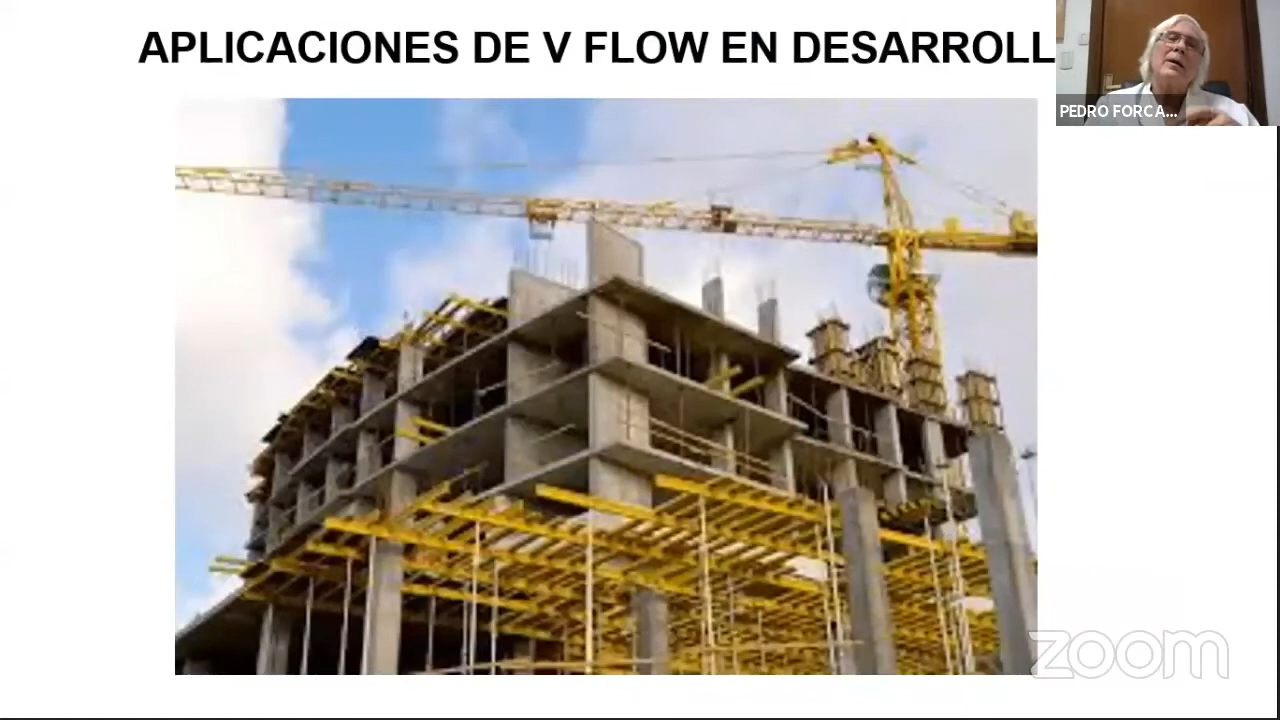 APLICACIONES DE V FLOW EN DESARROLL
PEDRO FORCA...
zoom